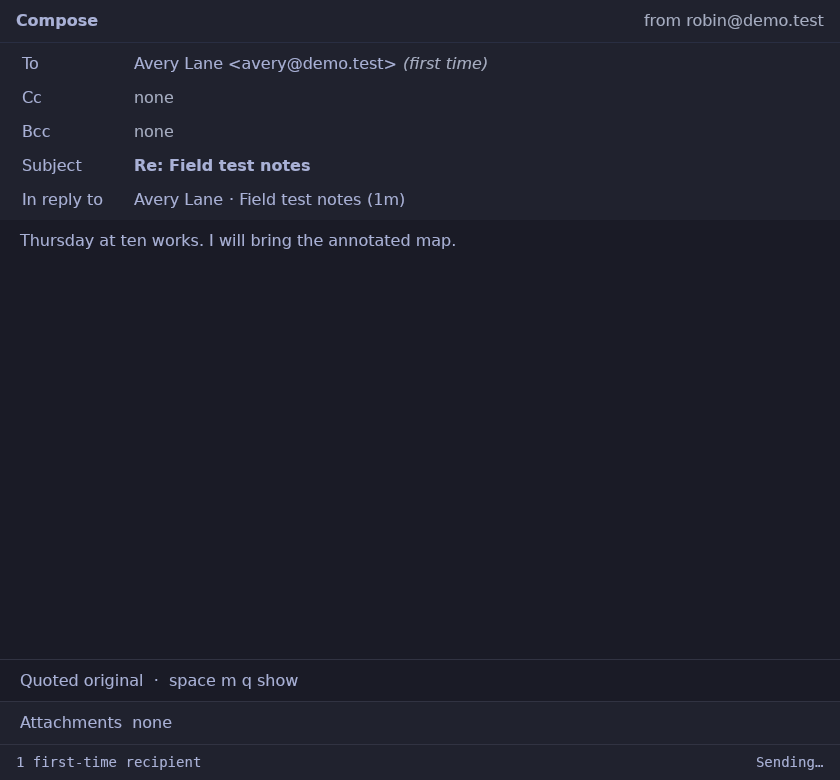 Compose from robin@demo.test
To Avery Lane <avery@demo.test> (first time)
Cc none
Bcc none
Subject Re: Field test notes
In reply to Avery Lane · Field test notes (1m)
Thursday at ten works. I will bring the annotated map.
Quoted original · space m q show
Attachments none
1 first-time recipient Sending…